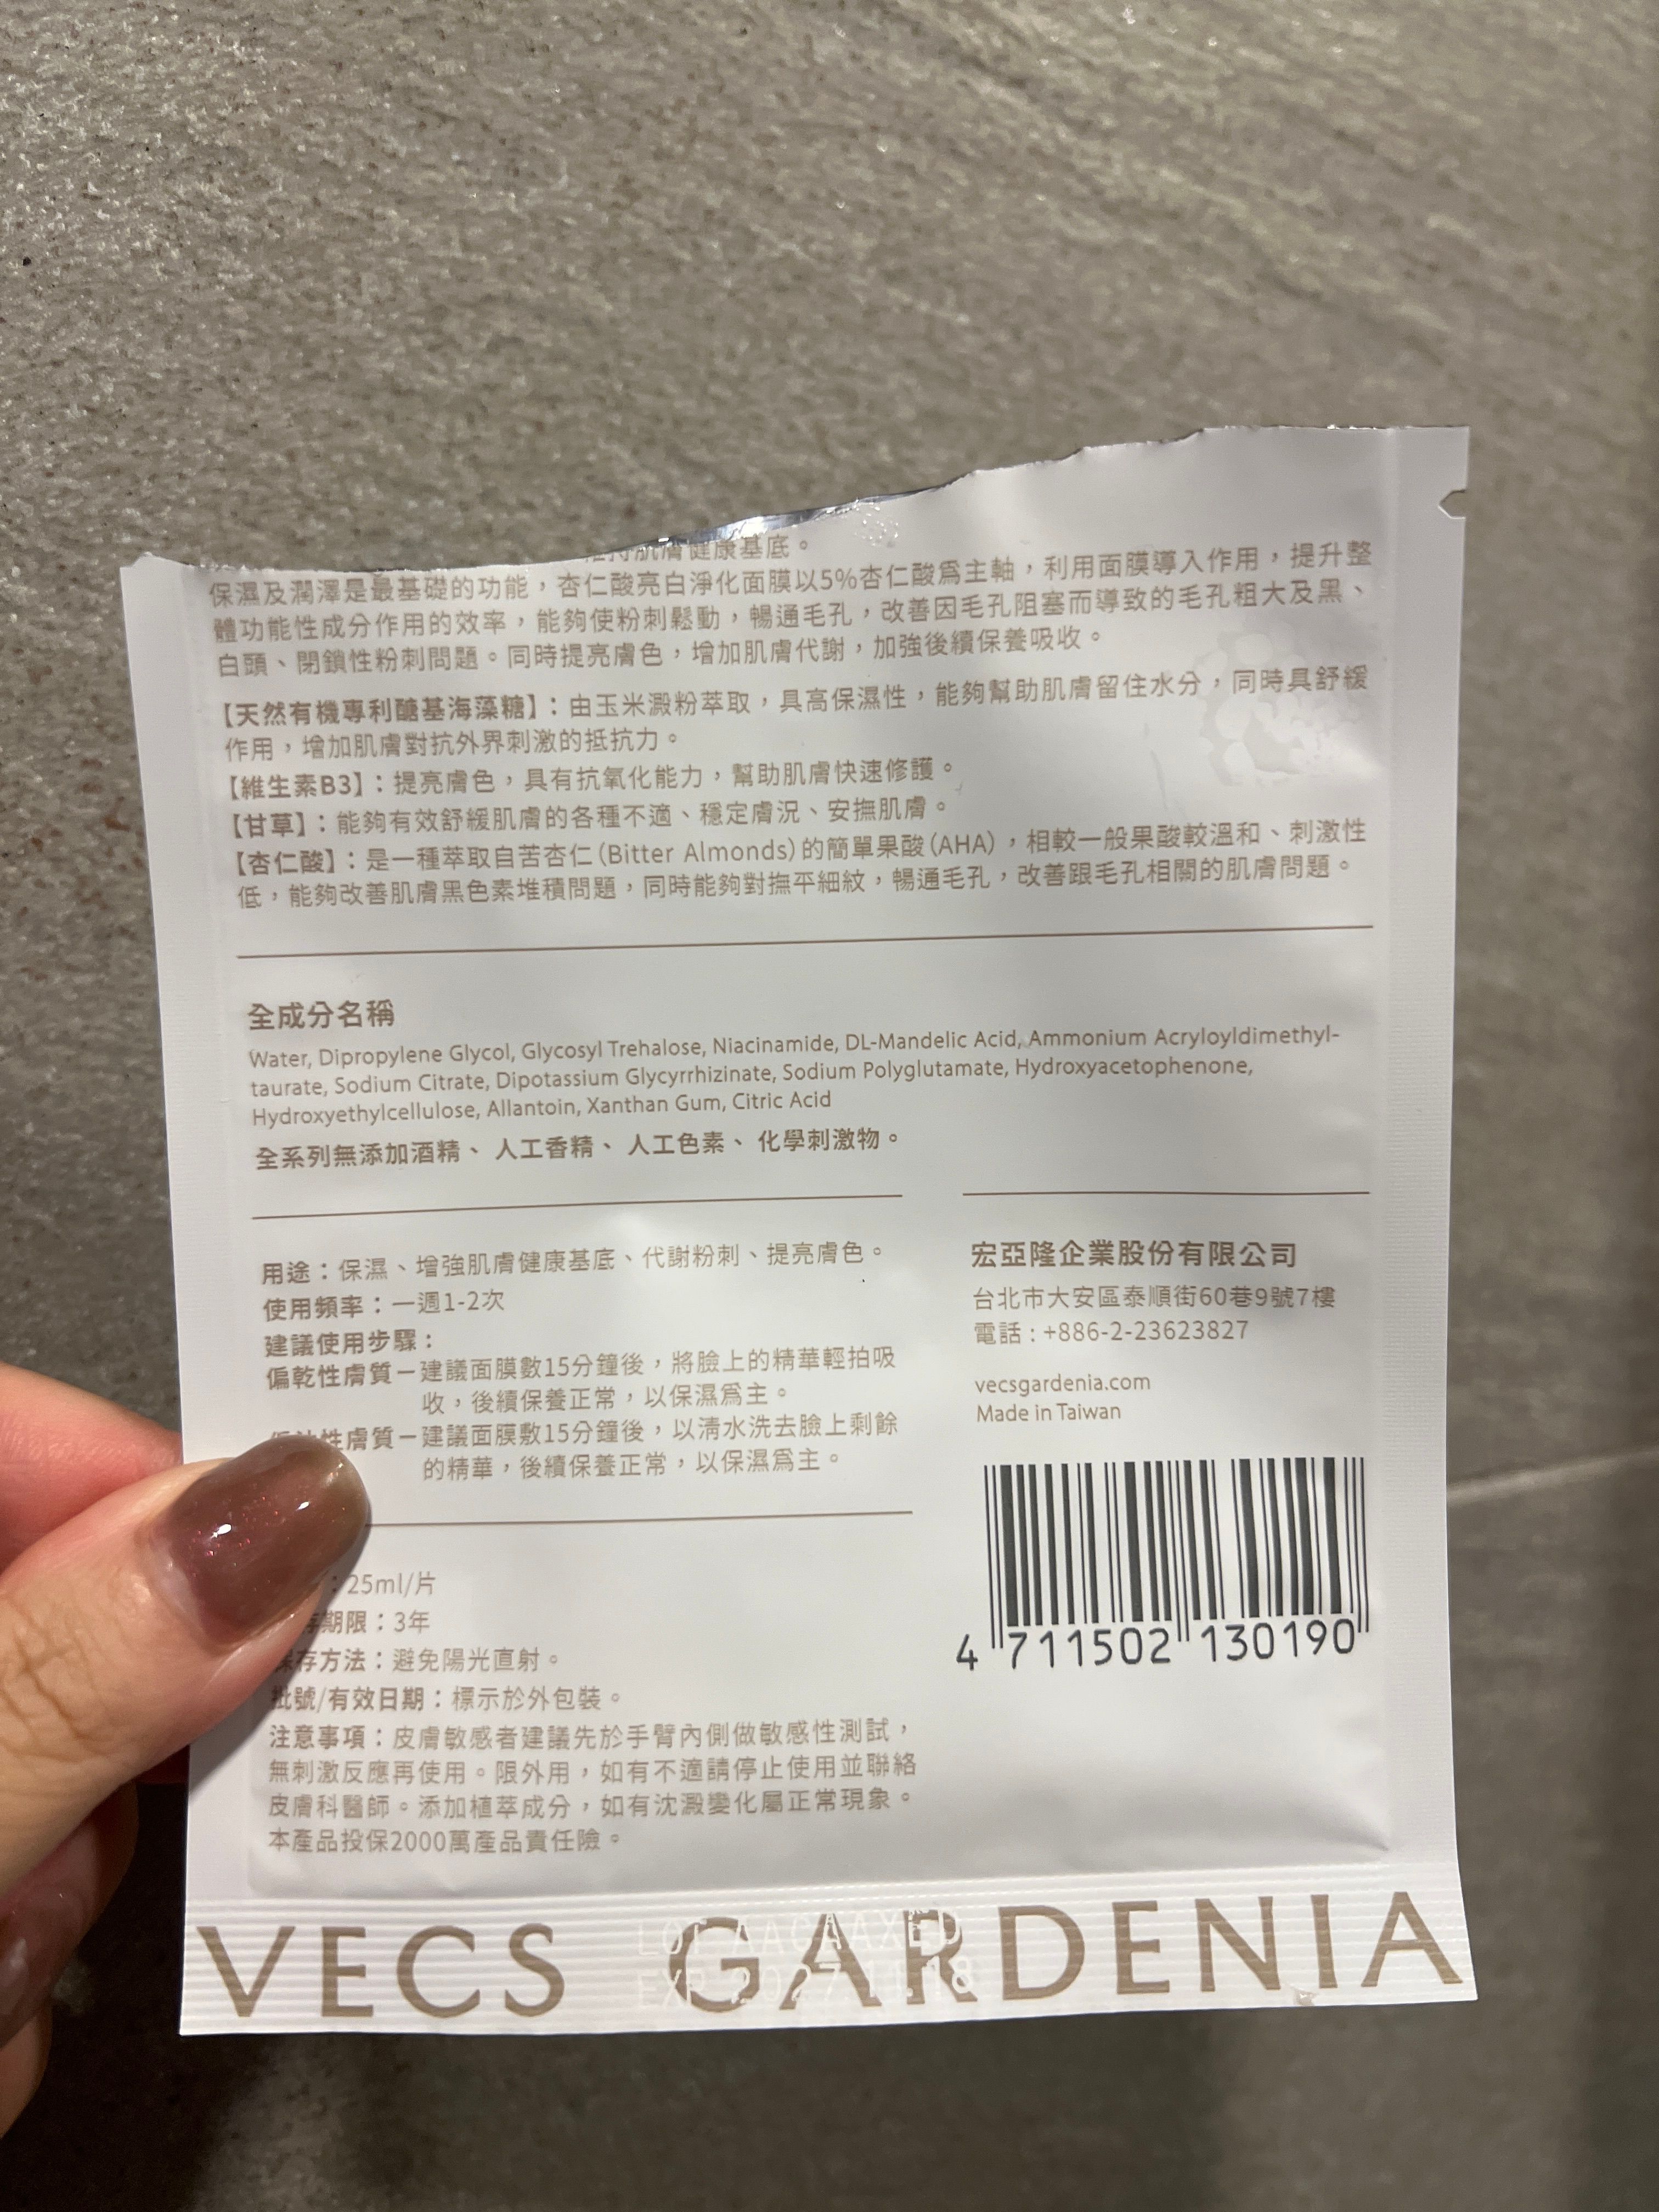 肌膚健康基底。
保濕及潤澤是最基礎的功能，杏仁酸亮白淨化面膜以5%杏仁酸為主軸，利用面膜導入作用，提升整
體功能性成分作用的效率，能夠使粉刺鬆動，暢通毛孔，改善因毛孔阻塞而導致的毛孔粗大及黑、
白頭、閉鎖性粉刺問題。同時提亮膚色，增加肌膚代謝，加強後續保養吸收。
【天然有機專利醣基海藻糖】：由玉米澱粉萃取，具高保濕性，能夠幫助肌膚留住水分，同時具舒緩
作用，增加肌膚對抗外界刺激的抵抗力。
【維生素B3】：提亮膚色，具有抗氧化能力，幫助肌膚快速修護。
【甘草】：能夠有效舒緩肌膚的各種不適、穩定膚況、安撫肌膚。
【杏仁酸】：是一種萃取自苦杏仁(Bitter Almonds)的簡單果酸(AHA)，相較一般果酸較溫和、刺激性
低，能夠改善肌膚黑色素堆積問題，同時能夠對撫平細紋，暢通毛孔，改善跟毛孔相關的肌膚問題。
全成分名稱
Water, Dipropylene Glycol, Glycosyl Trehalose, Niacinamide, DL-Mandelic Acid, Ammonium Acryloyldimethyl-
taurate, Sodium Citrate, Dipotassium Glycyrrhizinate, Sodium Polyglutamate, Hydroxyacetophenone,
Hydroxyethylcellulose, Allantoin, Xanthan Gum, Citric Acid
全系列無添加酒精、人工香精、人工色素、化學刺激物。
用途：保濕、增強肌膚健康基底、代謝粉刺、提亮膚色。
使用頻率：一週1-2次
建議使用步驟：
偏乾性膚質－建議面膜數15分鐘後，將臉上的精華輕拍吸
收，後續保養正常，以保濕為主。
性膚質－建議面膜敷15分鐘後，以清水洗去臉上剩餘
的精華，後續保養正常，以保濕為主。
：25ml/片
期限：3年
保存方法：避免陽光直射。
批號/有效日期：標示於外包裝。
注意事項：皮膚敏感者建議先於手臂內側做敏感性測試，
無刺激反應再使用。限外用，如有不適請停止使用並聯絡
皮膚科醫師。添加植萃成分，如有沈澱變化屬正常現象。
本產品投保2000萬產品責任險。
宏亞隆企業股份有限公司
台北市大安區泰順街60巷9號7樓
電話：+886-2-23623827
vecsgardenia.com
Made in Taiwan
4 711502 130190
VECS GARDENIA